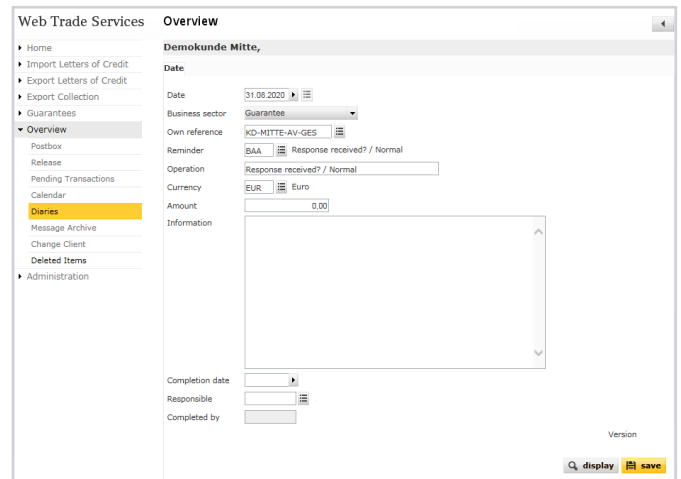 Web Trade Services
Overview
Home
Import Letters of Credit
Export Letters of Credit
Export Collection
Guarantees
Overview
Postbox
Release
Pending Transactions
Calendar
Diaries
Message Archive
Change Client
Deleted Items
Administration
Demokunde Mitte,
Date
Date 31.08.2020
Business sector Guarantee
Own reference KD-MITTE-AV-GES
Reminder BAA Response received? / Normal
Operation Response received? / Normal
Currency EUR Euro
Amount 0,00
Information
Completion date
Responsible
Completed by
Version
display save